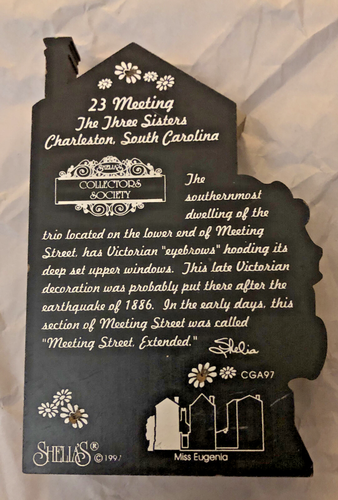 23 Meeting
The Three Sisters
Charleston, South Carolina
SHELIA'S
COLLECTORS
SOCIETY
The
southernmost
dwelling of the
trio located on the lower end of Meeting
Street, has Victorian "eyebrows" hooding its
deep set upper windows. This late Victorian
decoration was probably put there after the
earthquake of 1886. In the early days, this
section of Meeting Street was called
"Meeting Street, Extended."
Shelia
CGA97
Miss Eugenia
SHELIA'S® © 199